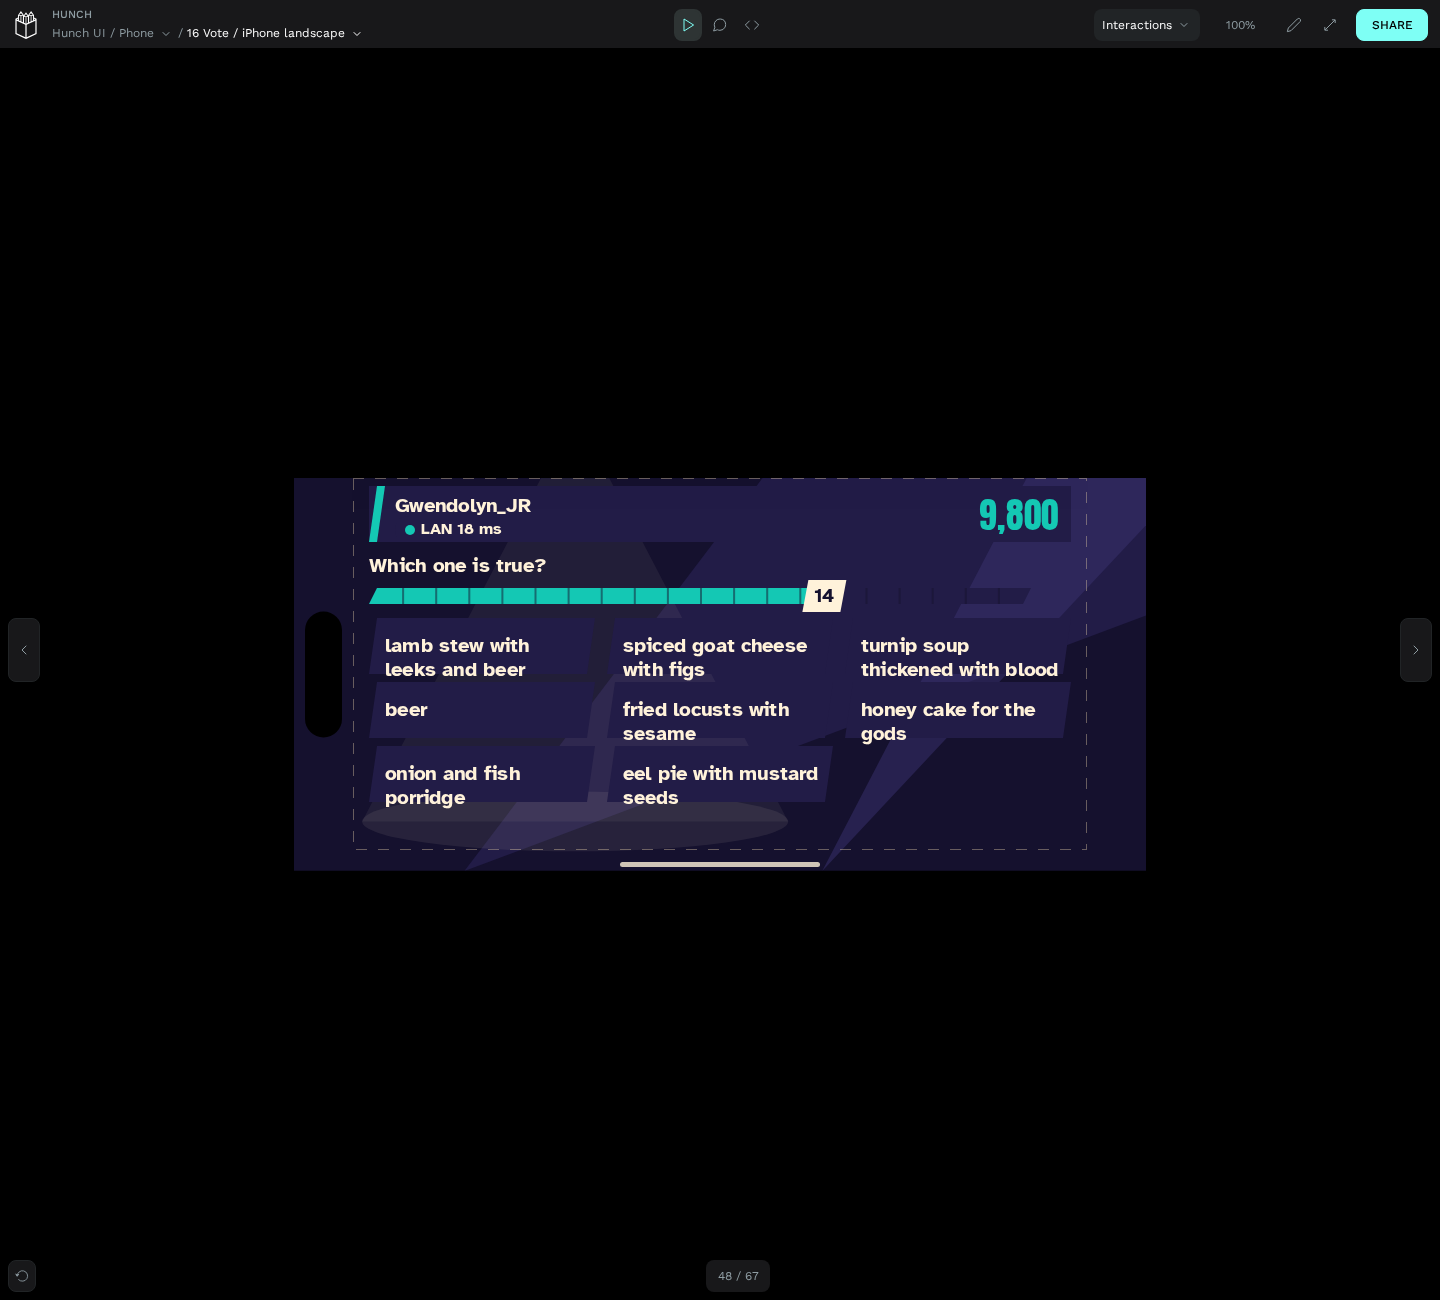 HUNCH
Hunch UI / Phone / 16 Vote / iPhone landscape
Interactions
100%
SHARE
Gwendolyn_JR
LAN 18 ms
9,800
Which one is true?
14
lamb stew with
leeks and beer
spiced goat cheese
with figs
turnip soup
thickened with blood
beer
fried locusts with
sesame
honey cake for the
gods
onion and fish
porridge
eel pie with mustard
seeds
48 / 67